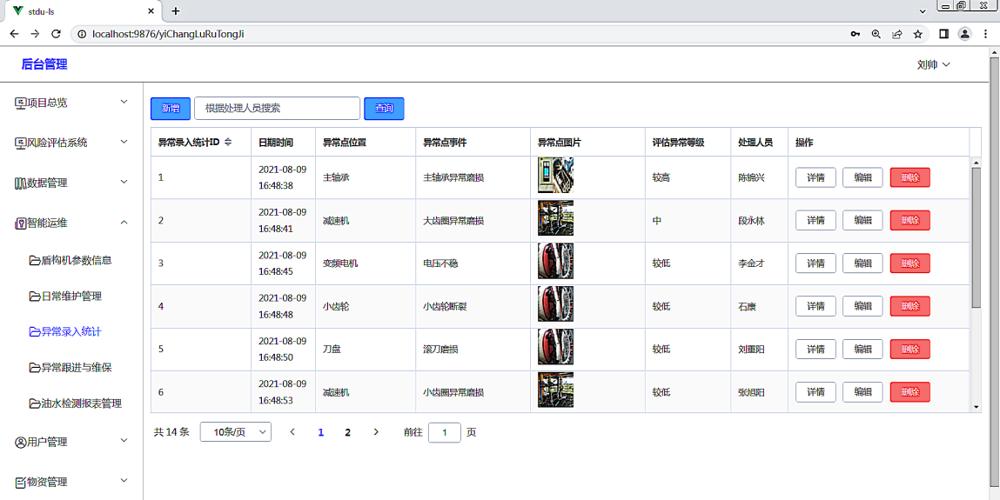 stdu-ls
localhost:9876/yiChangLuRuTongJi
后台管理
刘帅
项目总览
风险评估系统
数据管理
智能运维
盾构机参数信息
日常维护管理
异常录入统计
异常跟进与维保
油水检测报表管理
用户管理
物资管理
新增 根据处理人员搜索 查询
异常录入统计ID 日期时间 异常点位置 异常点事件 异常点图片 评估异常等级 处理人员 操作
1 2021-08-09 16:48:38 主轴承 主轴承异常磨损 较高 陈锦兴 详情 编辑 删除
2 2021-08-09 16:48:41 减速机 大齿圈异常磨损 中 段永林 详情 编辑 删除
3 2021-08-09 16:48:45 变频电机 电压不稳 较低 李金才 详情 编辑 删除
4 2021-08-09 16:48:48 小齿轮 小齿轮断裂 较低 石康 详情 编辑 删除
5 2021-08-09 16:48:50 刀盘 滚刀磨损 较低 刘重阳 详情 编辑 删除
6 2021-08-09 16:48:53 减速机 小齿圈异常磨损 较低 张旭阳 详情 编辑 删除
共 14 条 10条/页 1 2 前往 1 页